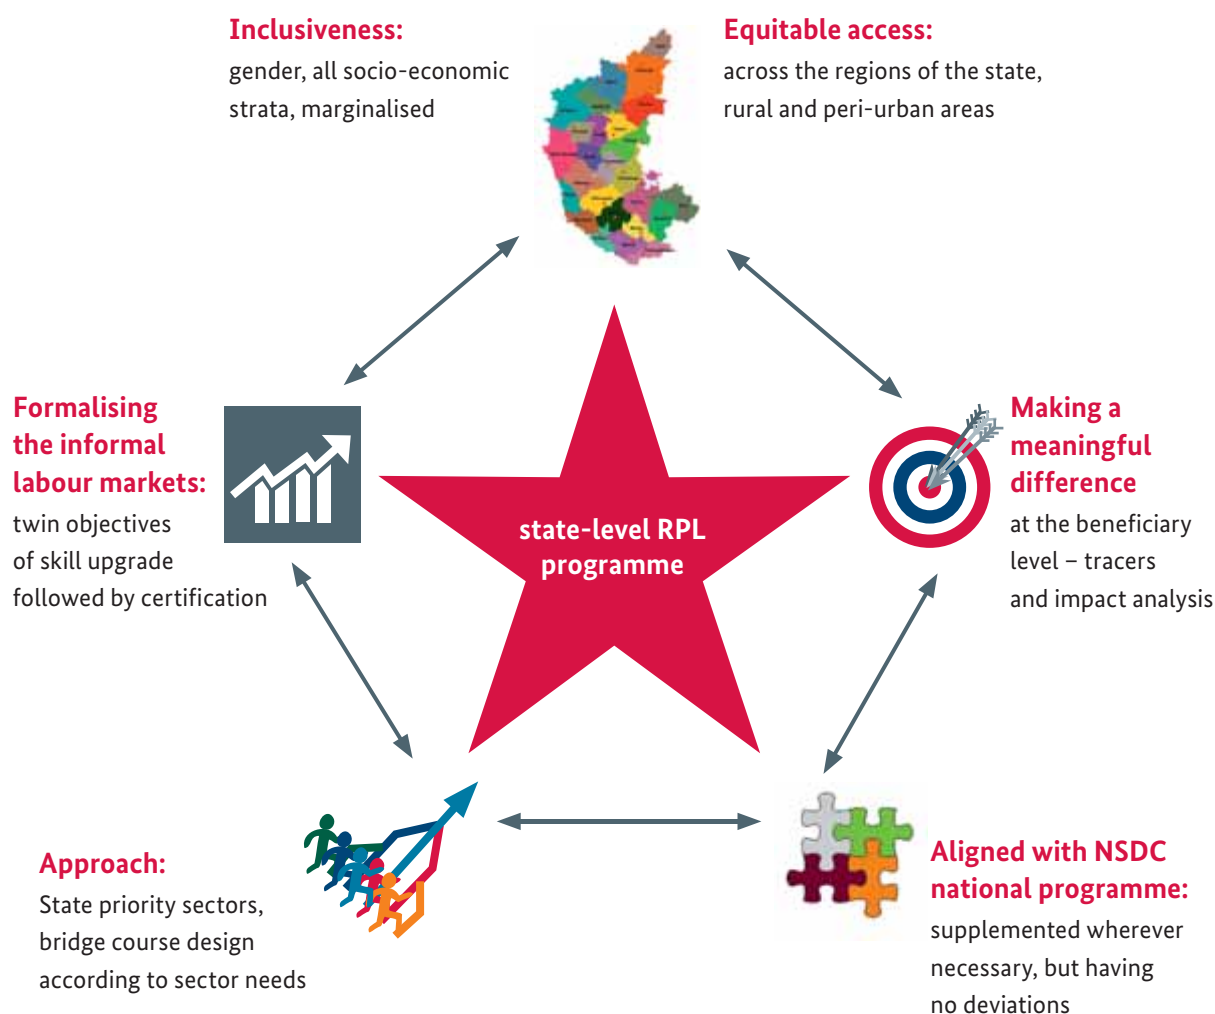 Inclusiveness:
gender, all socio-economic
strata, marginalised
Equitable access:
across the regions of the state,
rural and peri-urban areas
Formalising
the informal
labour markets:
twin objectives
of skill upgrade
followed by certification
state-level RPL
programme
Making a
meaningful
difference
at the beneficiary
level – tracers
and impact analysis
Approach:
State priority sectors,
bridge course design
according to sector needs
Aligned with NSDC
national programme:
supplemented wherever
necessary, but having
no deviations